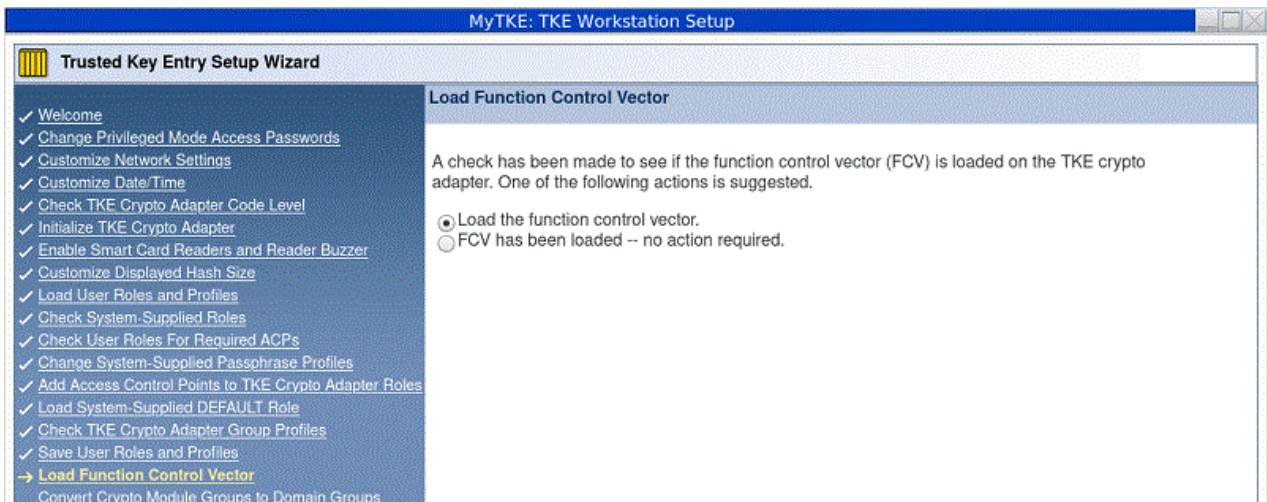 MyTKE: TKE Workstation Setup
Trusted Key Entry Setup Wizard
Welcome
Change Privileged Mode Access Passwords
Customize Network Settings
Customize Date/Time
Check TKE Crypto Adapter Code Level
Initialize TKE Crypto Adapter
Enable Smart Card Readers and Reader Buzzer
Customize Displayed Hash Size
Load User Roles and Profiles
Check System-Supplied Roles
Check User Roles For Required ACPs
Change System-Supplied Passphrase Profiles
Add Access Control Points to TKE Crypto Adapter Roles
Load System-Supplied DEFAULT Role
Check TKE Crypto Adapter Group Profiles
Save User Roles and Profiles
Load Function Control Vector
Convert Crypto Module Groups to Domain Groups
Load Function Control Vector
A check has been made to see if the function control vector (FCV) is loaded on the TKE crypto
adapter. One of the following actions is suggested.
Load the function control vector.
FCV has been loaded -- no action required.